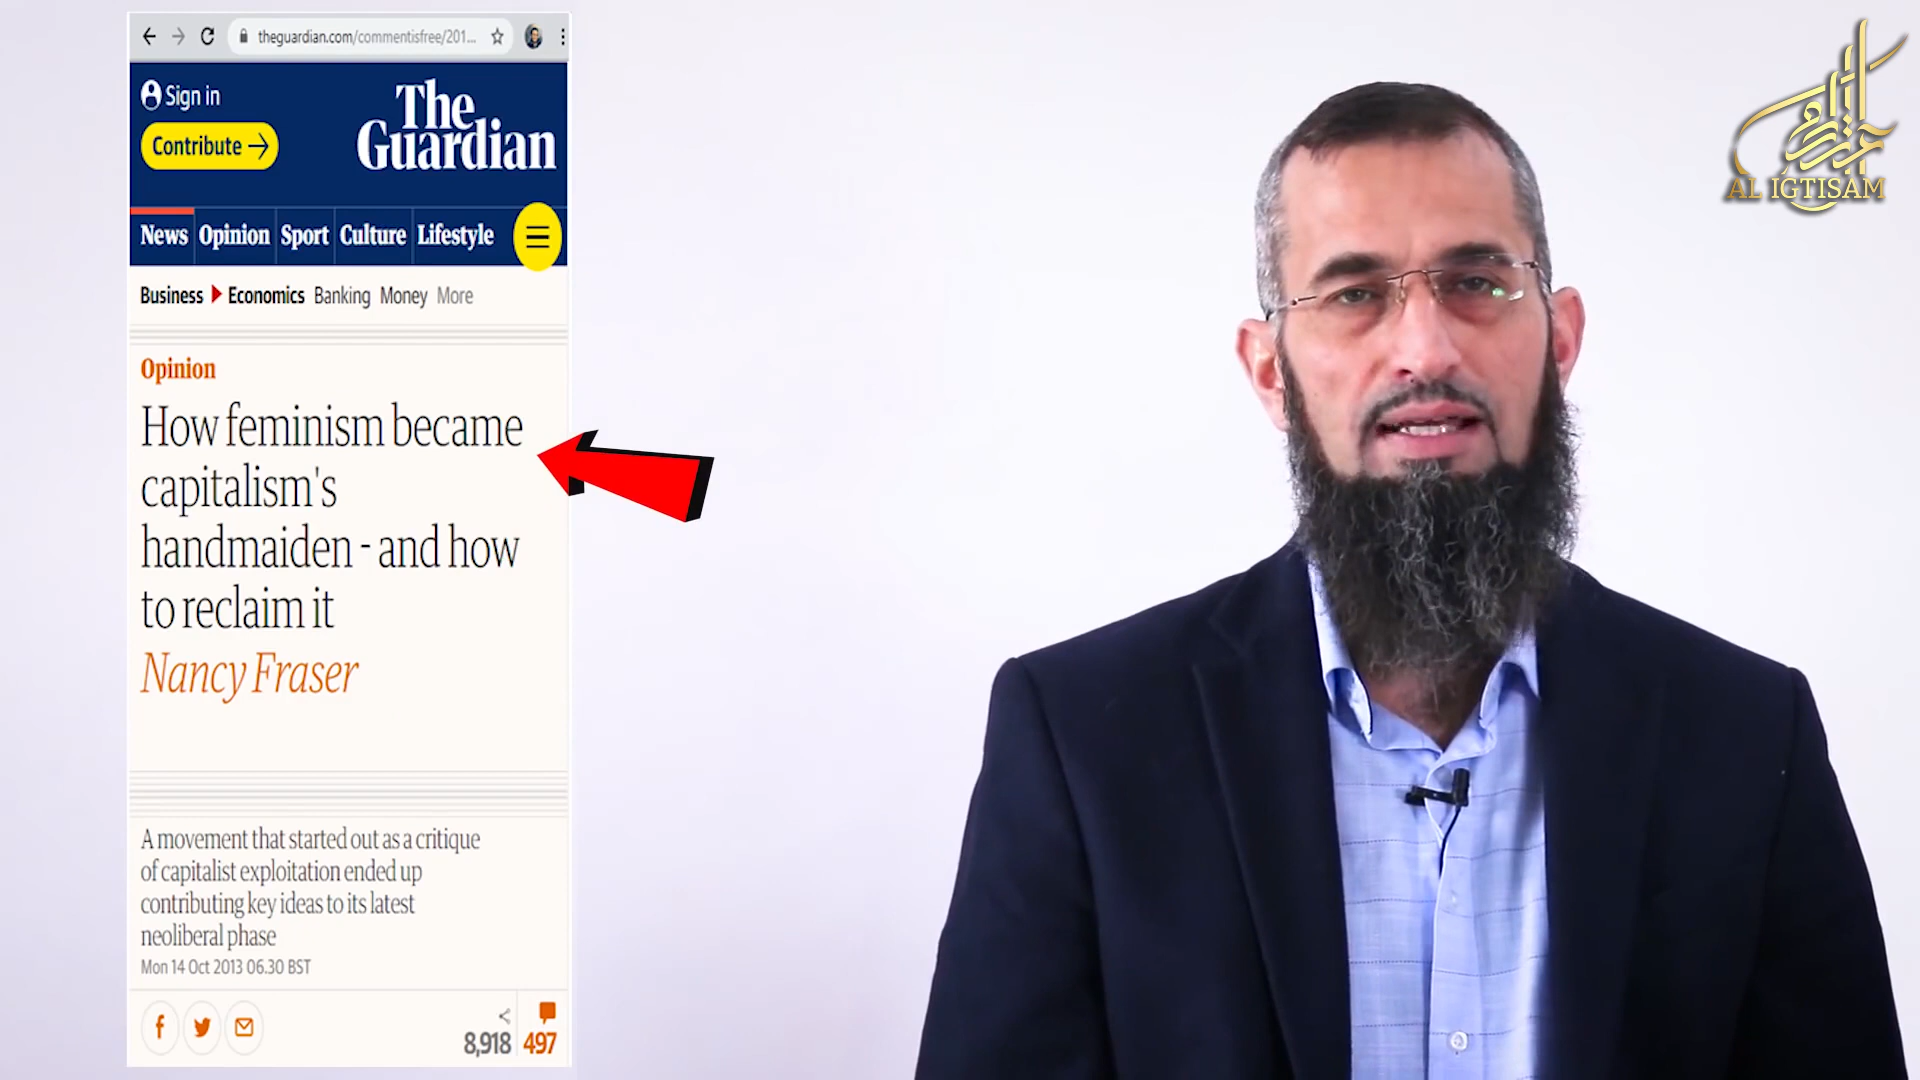 theguardian.com/commentisfree/201...
Sign in
Contribute
The
Guardian
News Opinion Sport Culture Lifestyle
Business Economics Banking Money More
Opinion
How feminism became
capitalism's
handmaiden - and how
to reclaim it
Nancy Fraser
A movement that started out as a critique
of capitalist exploitation ended up
contributing key ideas to its latest
neoliberal phase
Mon 14 Oct 2013 06.30 BST
8,918 497
AL IGTISAM